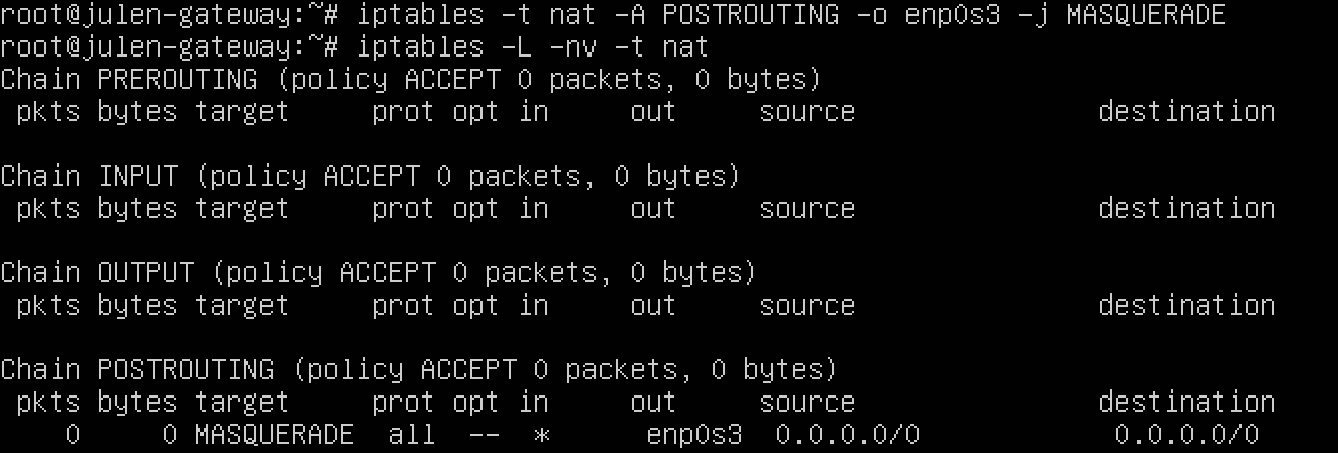 root@julen-gateway:~# iptables -t nat -A POSTROUTING -o enp0s3 -j MASQUERADE
root@julen-gateway:~# iptables -L -nv -t nat
Chain PREROUTING (policy ACCEPT 0 packets, 0 bytes)
 pkts bytes target     prot opt in     out     source               destination

Chain INPUT (policy ACCEPT 0 packets, 0 bytes)
 pkts bytes target     prot opt in     out     source               destination

Chain OUTPUT (policy ACCEPT 0 packets, 0 bytes)
 pkts bytes target     prot opt in     out     source               destination

Chain POSTROUTING (policy ACCEPT 0 packets, 0 bytes)
 pkts bytes target     prot opt in     out     source               destination
    0     0 MASQUERADE  all  --  *      enp0s3  0.0.0.0/0            0.0.0.0/0